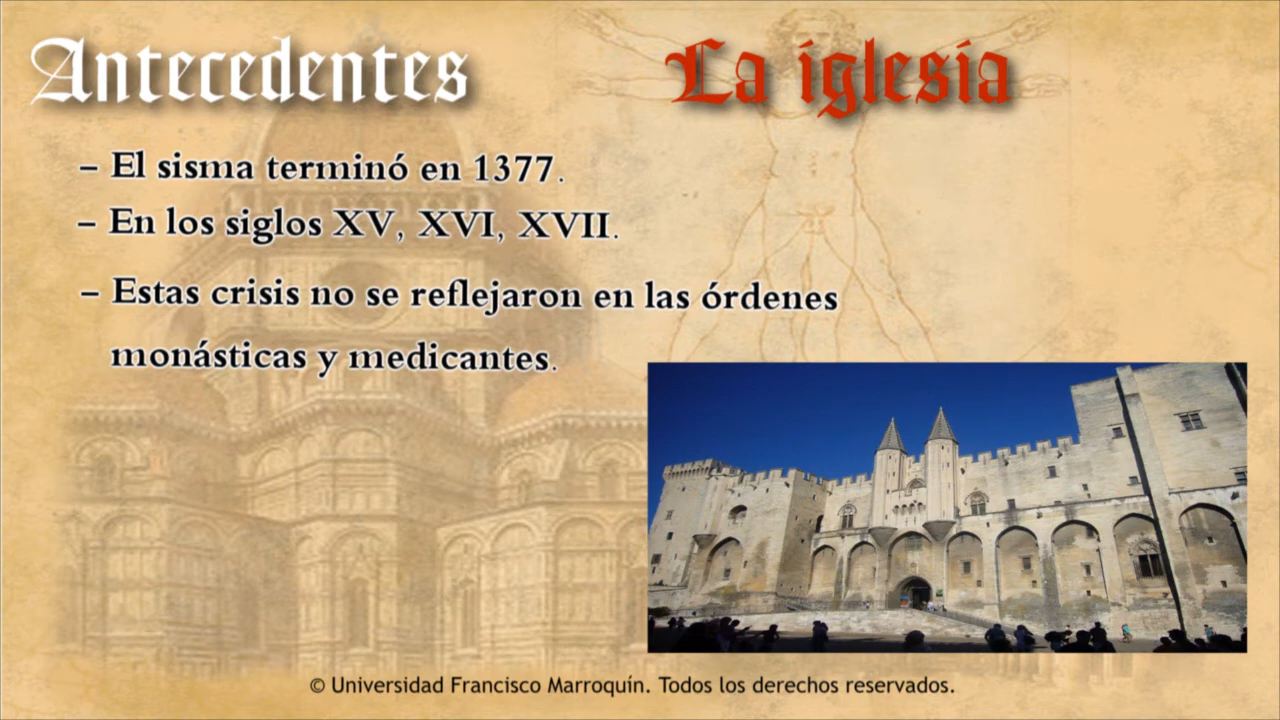 Antecedentes
La iglesia
– El sisma terminó en 1377.
– En los siglos XV, XVI, XVII.
– Estas crisis no se reflejaron en las órdenes
monásticas y medicantes.
© Universidad Francisco Marroquín. Todos los derechos reservados.